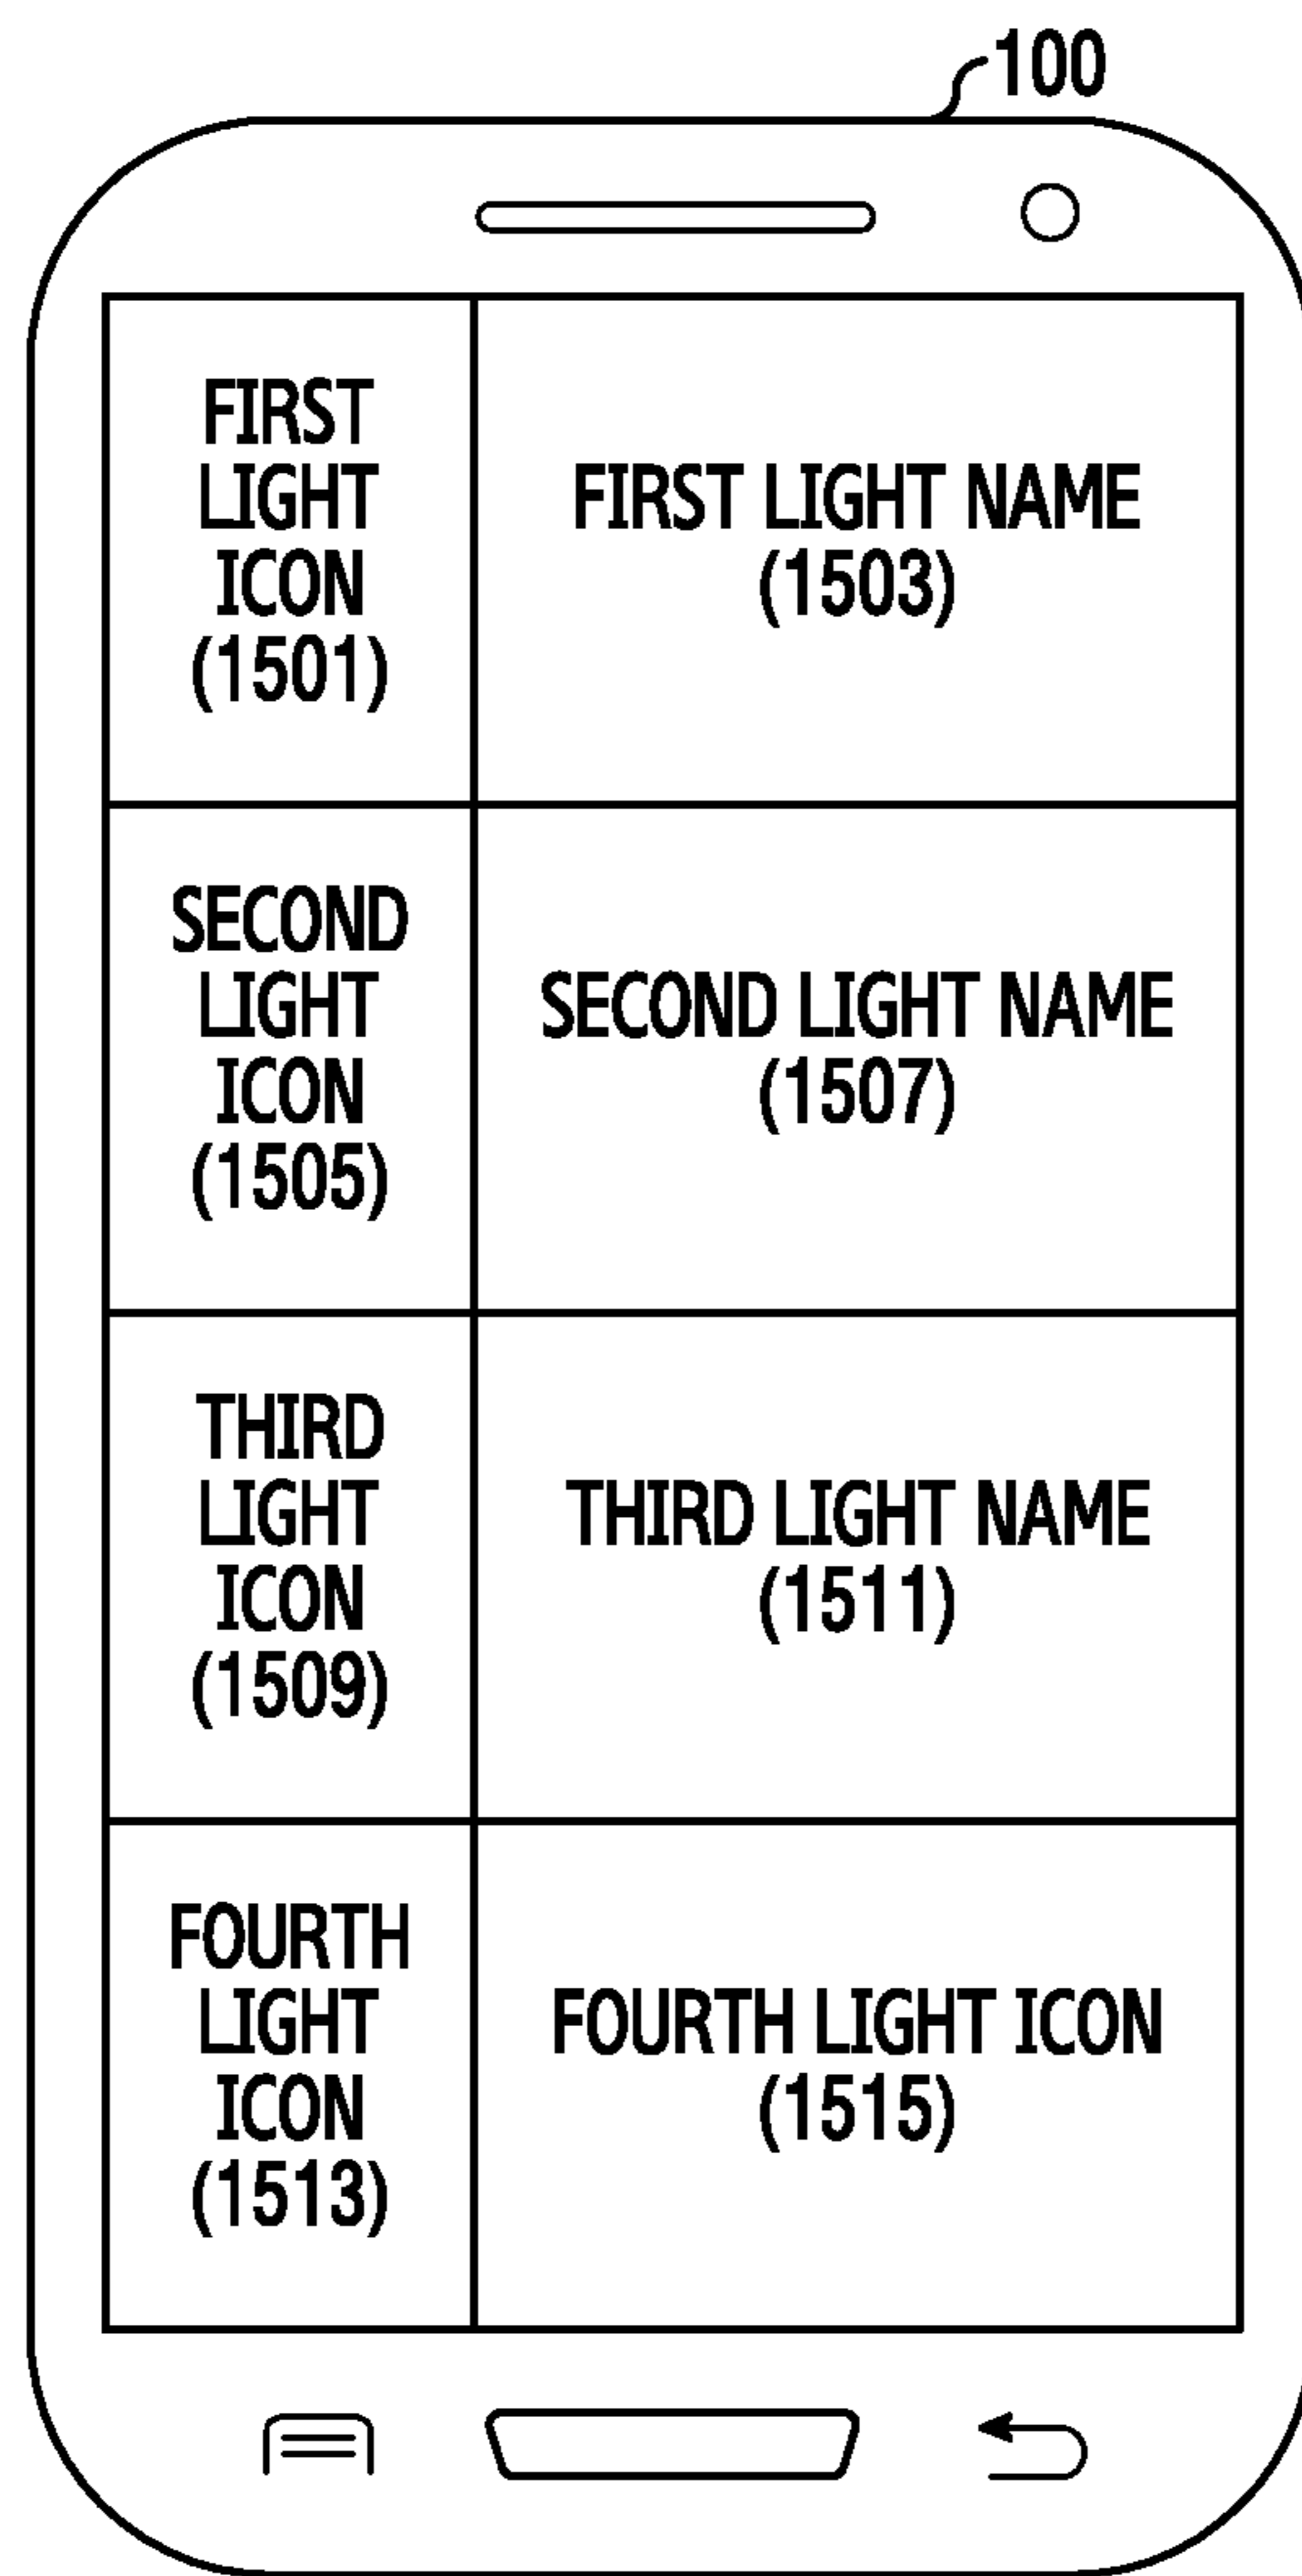 100
FIRST
LIGHT
ICON
(1501)
FIRST LIGHT NAME
(1503)
SECOND
LIGHT
ICON
(1505)
SECOND LIGHT NAME
(1507)
THIRD
LIGHT
ICON
(1509)
THIRD LIGHT NAME
(1511)
FOURTH
LIGHT
ICON
(1513)
FOURTH LIGHT ICON
(1515)